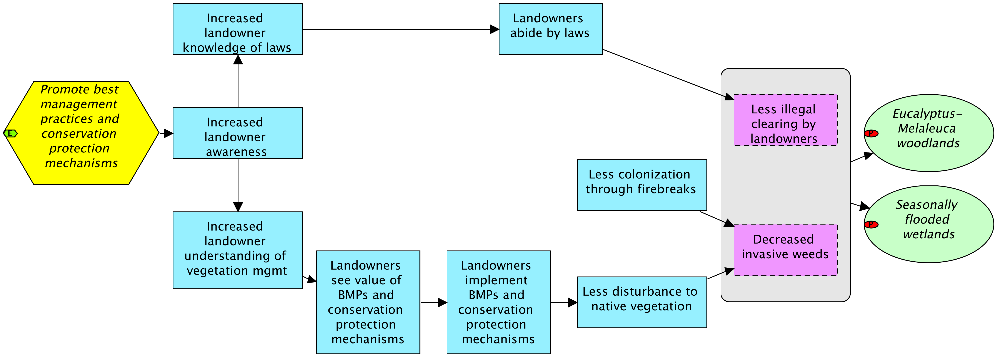 Increased
landowner
knowledge of laws
Landowners
abide by laws
Promote best
management
practices and
conservation
protection
mechanisms
E
Increased
landowner
awareness
Less illegal
clearing by
landowners
Eucalyptus-
Melaleuca
woodlands
P
Less colonization
through firebreaks
Seasonally
flooded
wetlands
P
Increased
landowner
understanding of
vegetation mgmt
Landowners
see value of
BMPs and
conservation
protection
mechanisms
Landowners
implement
BMPs and
conservation
protection
mechanisms
Less disturbance to
native vegetation
Decreased
invasive weeds